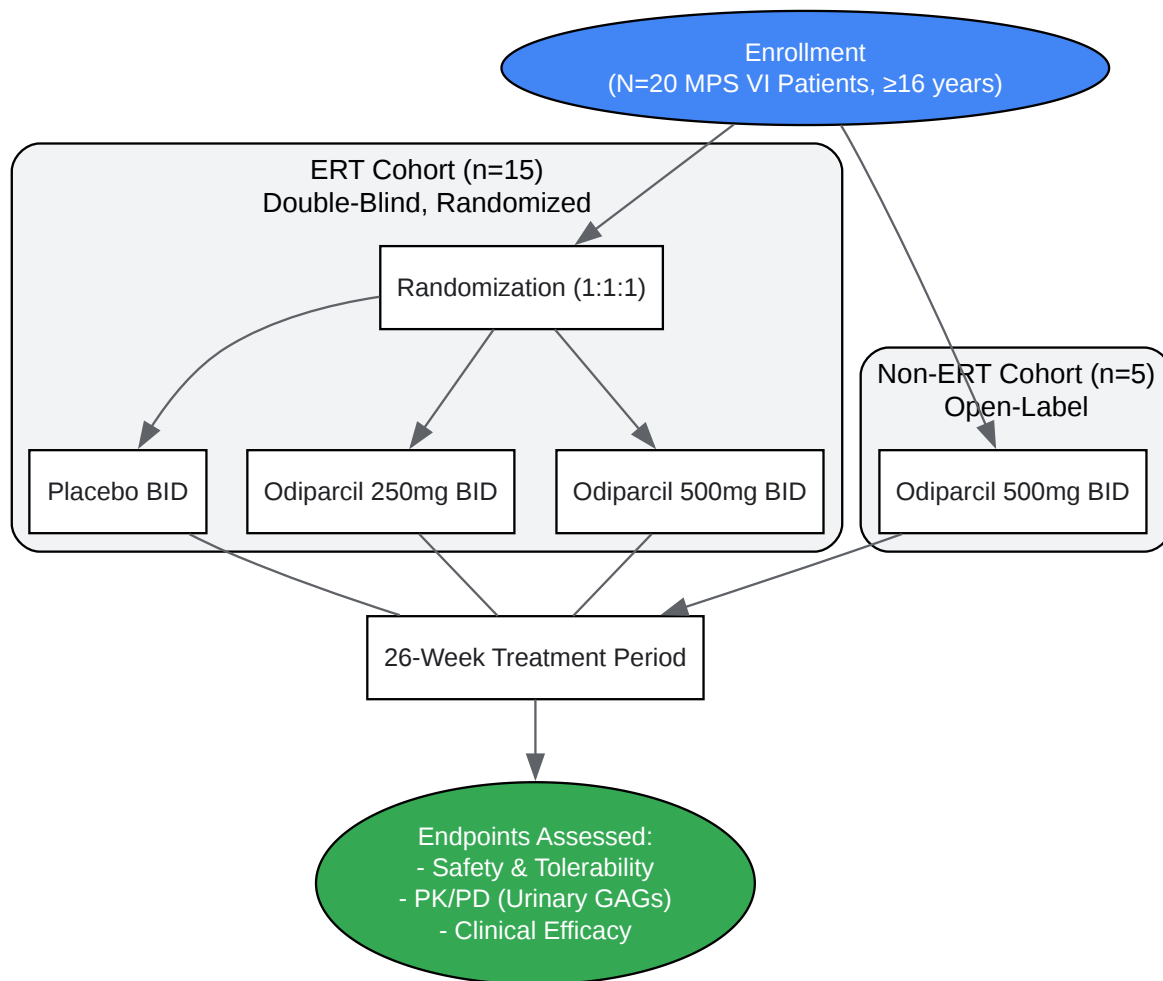 Enrollment
(N=20 MPS VI Patients, ≥16 years)
ERT Cohort (n=15)
Double-Blind, Randomized
Randomization (1:1:1)
Non-ERT Cohort (n=5)
Open-Label
Placebo BID
Odiparcil 250mg BID
Odiparcil 500mg BID
Odiparcil 500mg BID
26-Week Treatment Period
Endpoints Assessed:
- Safety & Tolerability
- PK/PD (Urinary GAGs)
- Clinical Efficacy